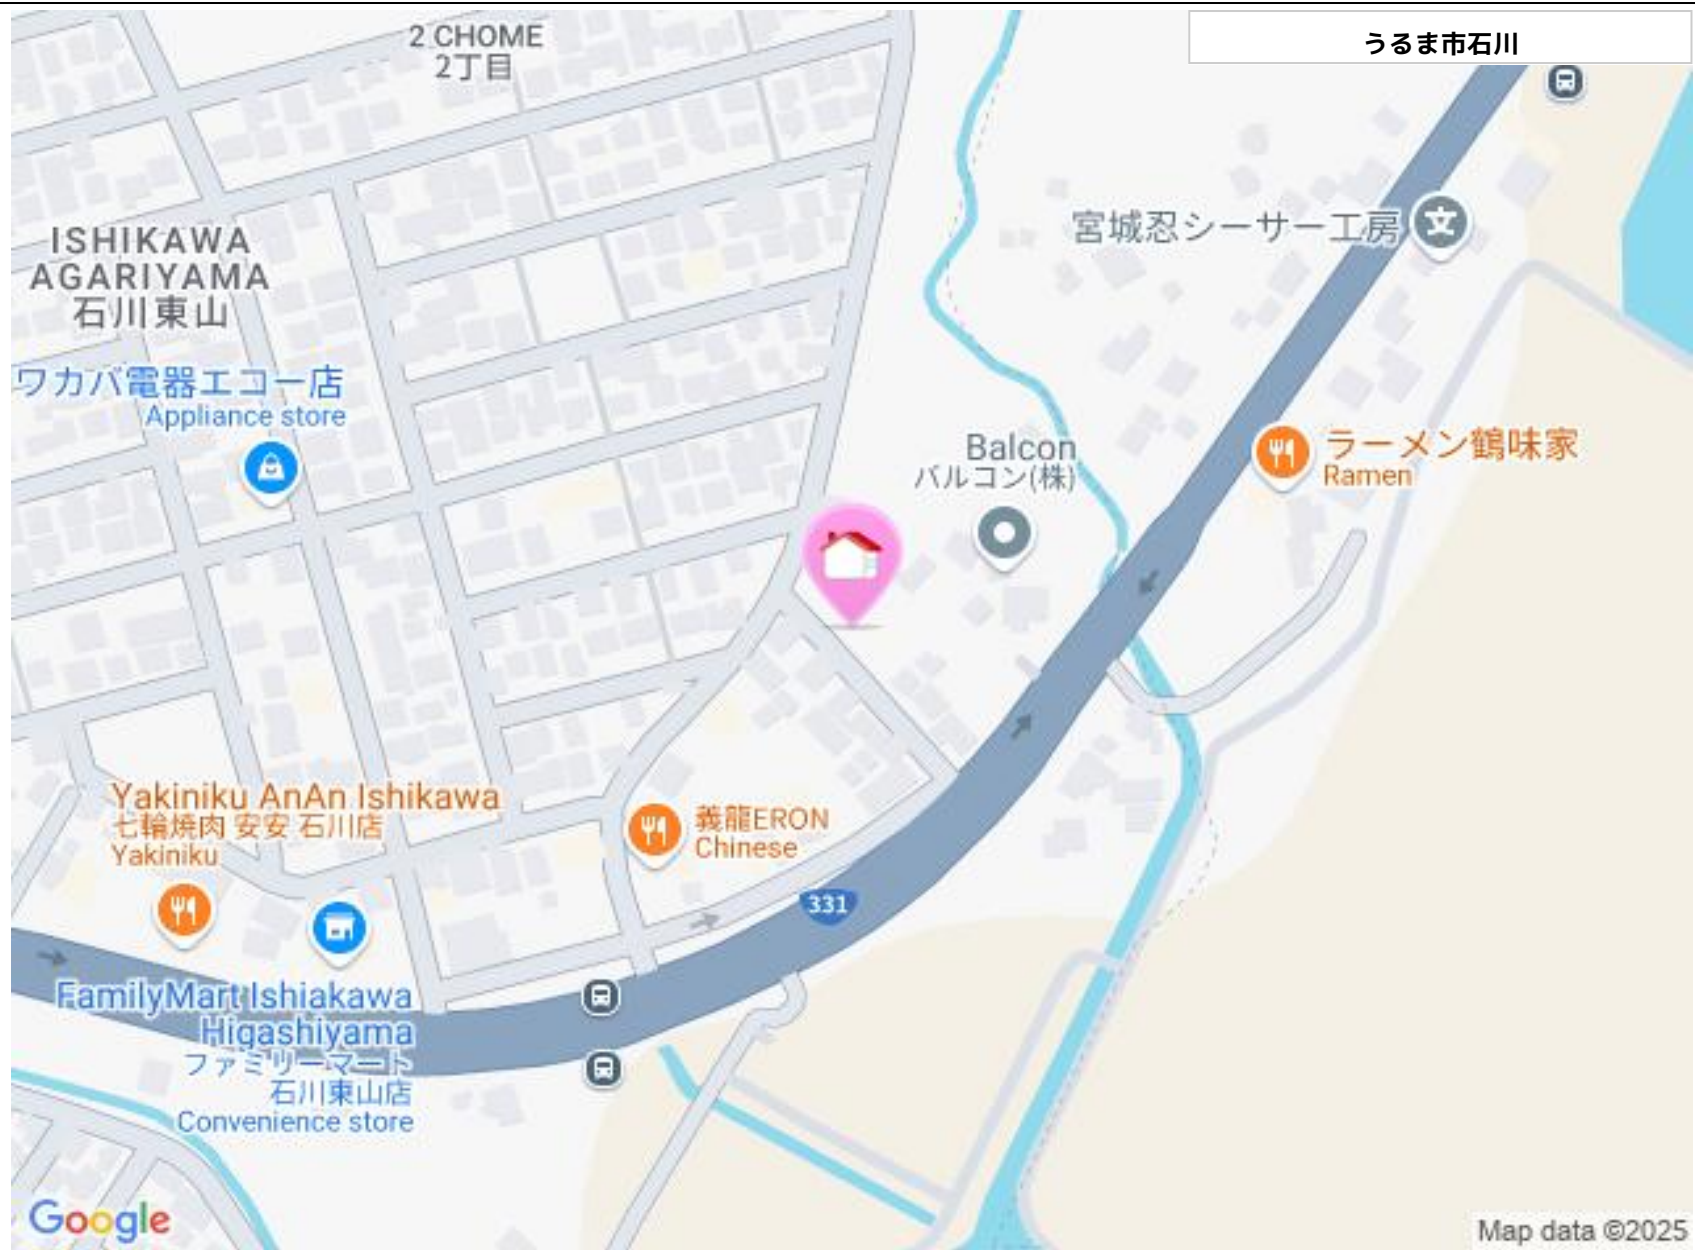 うるま市石川
2 CHOME
2丁目
宮城忍シーサー工房
ISHIKAWA
AGARIYAMA
石川東山
ワカバ電器エコー店
Appliance store
Balcon
バルコン(株)
ラーメン鶴味家
Ramen
Yakiniku AnAn Ishikawa
七輪焼肉 安安 石川店
Yakiniku
義龍ERON
Chinese
331
FamilyMart Ishiakawa
Higashiyama
ファミリーマート
石川東山店
Convenience store
Google
Map data ©2025